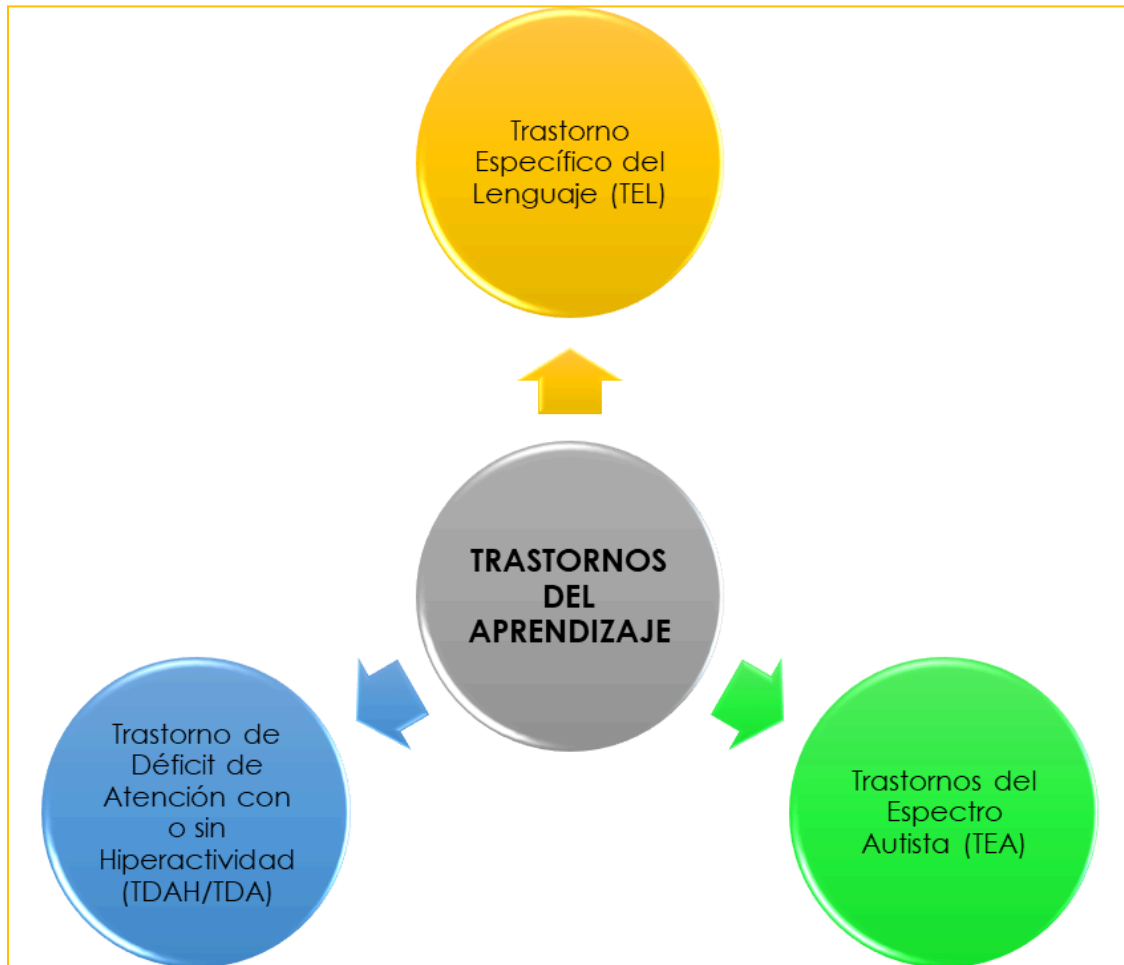 Trastorno
Específico del
Lenguaje (TEL)
TRASTORNOS
DEL
APRENDIZAJE
Trastorno de
Déficit de
Atención con
o sin
Hiperactividad
(TDAH/TDA)
Trastornos del
Espectro
Autista (TEA)